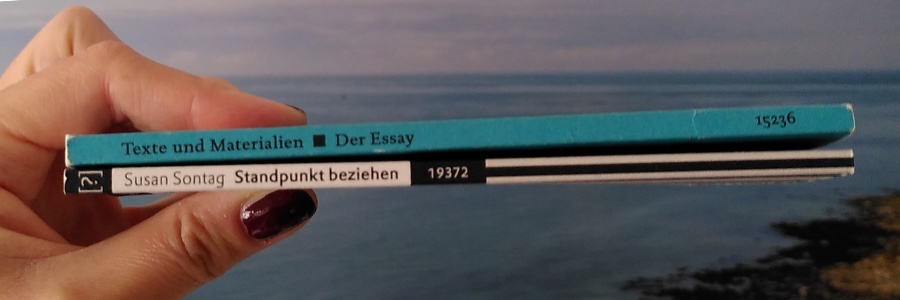 Texte und Materialien ■ Der Essay 15236
[?] Susan Sontag Standpunkt beziehen 19372